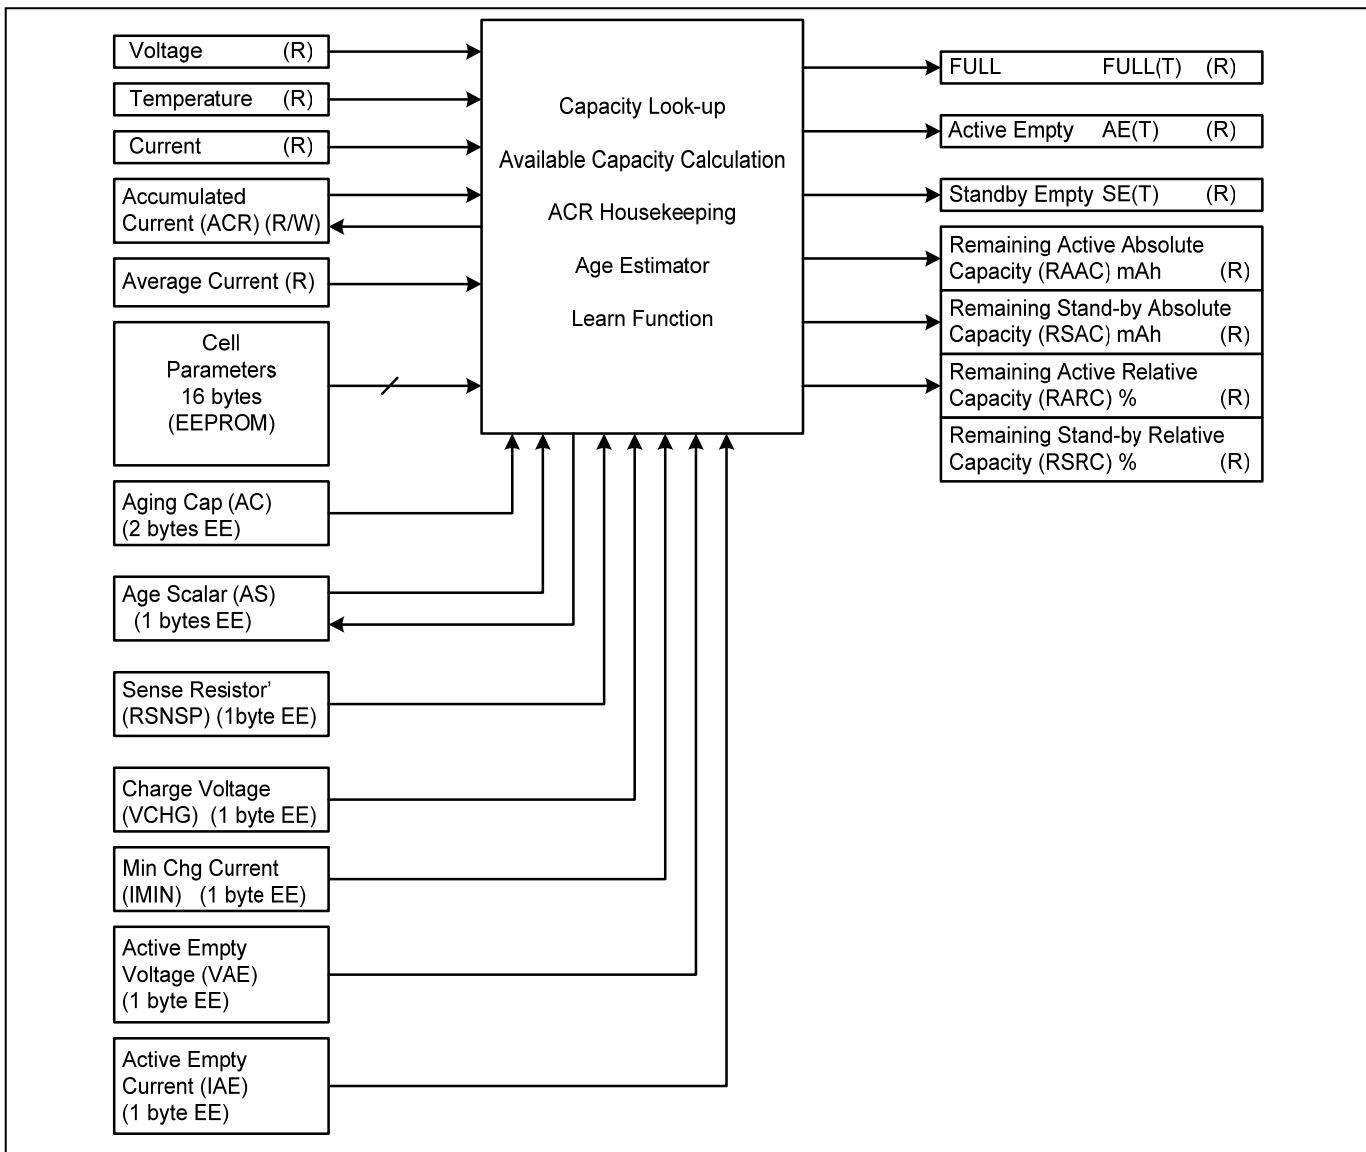 Voltage (R)
Temperature (R)
Current (R)
Accumulated
Current (ACR) (R/W)
Average Current (R)
Cell
Parameters
16 bytes
(EEPROM)
Aging Cap (AC)
(2 bytes EE)
Age Scalar (AS)
(1 bytes EE)
Sense Resistor’
(RSNSP) (1byte EE)
Charge Voltage
(VCHG) (1 byte EE)
Min Chg Current
(IMIN) (1 byte EE)
Active Empty
Voltage (VAE)
(1 byte EE)
Active Empty
Current (IAE)
(1 byte EE)
Capacity Look-up
Available Capacity Calculation
ACR Housekeeping
Age Estimator
Learn Function
FULL FULL(T) (R)
Active Empty AE(T) (R)
Standby Empty SE(T) (R)
Remaining Active Absolute
Capacity (RAAC) mAh (R)
Remaining Stand-by Absolute
Capacity (RSAC) mAh (R)
Remaining Active Relative
Capacity (RARC) % (R)
Remaining Stand-by Relative
Capacity (RSRC) % (R)